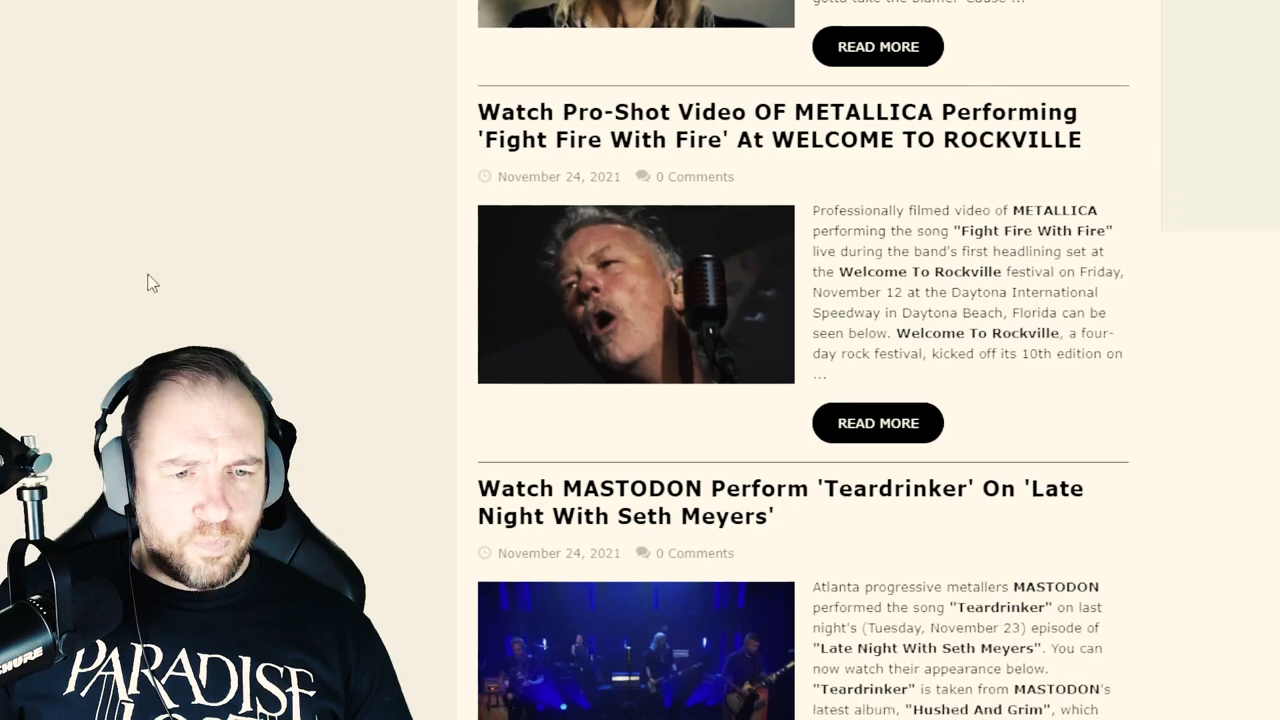 READ MORE
Watch Pro-Shot Video OF METALLICA Performing
'Fight Fire With Fire' At WELCOME TO ROCKVILLE
November 24, 2021 0 Comments
Professionally filmed video of METALLICA
performing the song "Fight Fire With Fire"
live during the band's first headlining set at
the Welcome To Rockville festival on Friday,
November 12 at the Daytona International
Speedway in Daytona Beach, Florida can be
seen below. Welcome To Rockville, a four-
day rock festival, kicked off its 10th edition on
...
READ MORE
Watch MASTODON Perform 'Teardrinker' On 'Late
Night With Seth Meyers'
November 24, 2021 0 Comments
Atlanta progressive metallers MASTODON
performed the song "Teardrinker" on last
night's (Tuesday, November 23) episode of
"Late Night With Seth Meyers". You can
now watch their appearance below.
"Teardrinker" is taken from MASTODON's
latest album, "Hushed And Grim", which
SHURE
PARADISE
LOST